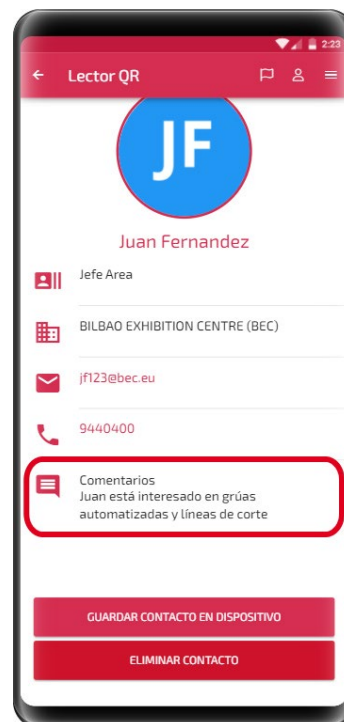 2:23
Lector QR
JF
Juan Fernandez
Jefe Area
BILBAO EXHIBITION CENTRE (BEC)
jf123@bec.eu
9440400
Comentarios
Juan está interesado en grúas
automatizadas y líneas de corte
GUARDAR CONTACTO EN DISPOSITIVO
ELIMINAR CONTACTO